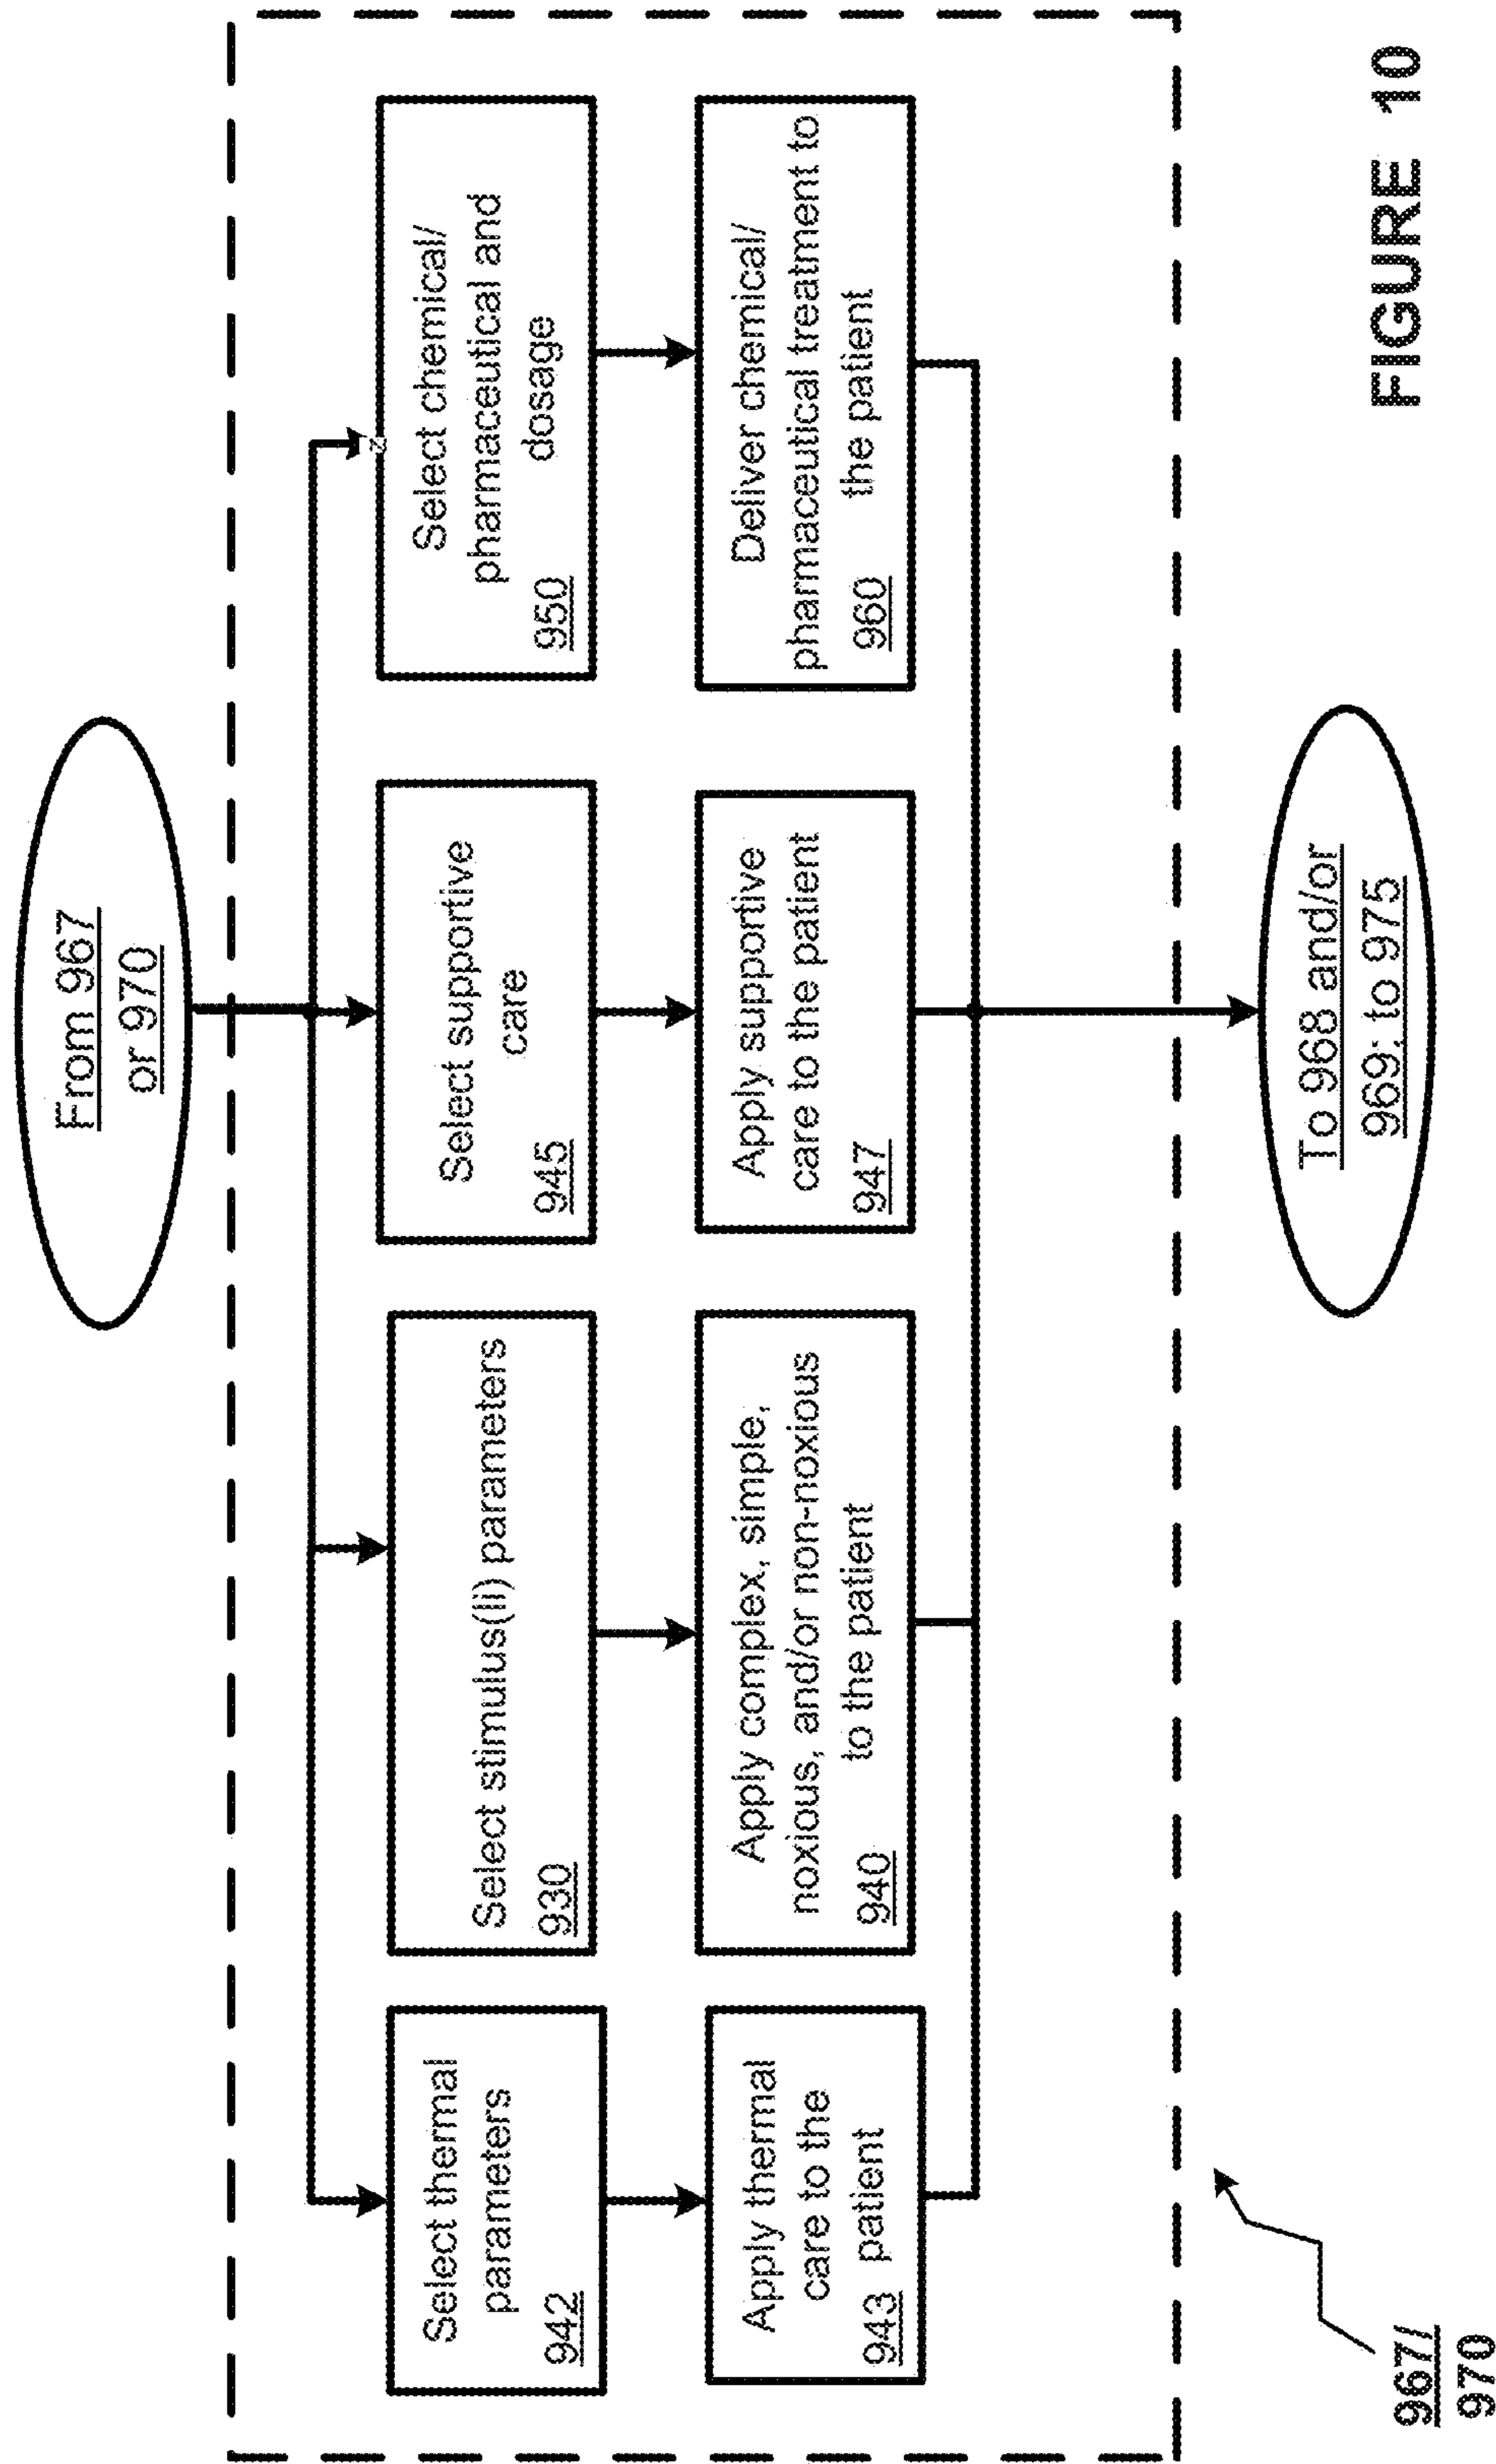 From 967
or 970
Select thermal
parameters
942
Select stimulus(li) parameters
930
Select supportive
care
945
Select chemical/
pharmaceutical and
dosage
950
Apply thermal
care to the
943 patient
Apply complex, simple,
noxious, and/or non-noxious
to the patient
940
Apply supportive
care to the patient
947
Deliver chemical/
pharmaceutical treatment to
the patient
960
To 968 and/or
969; to 975
967/
970
FIGURE 10